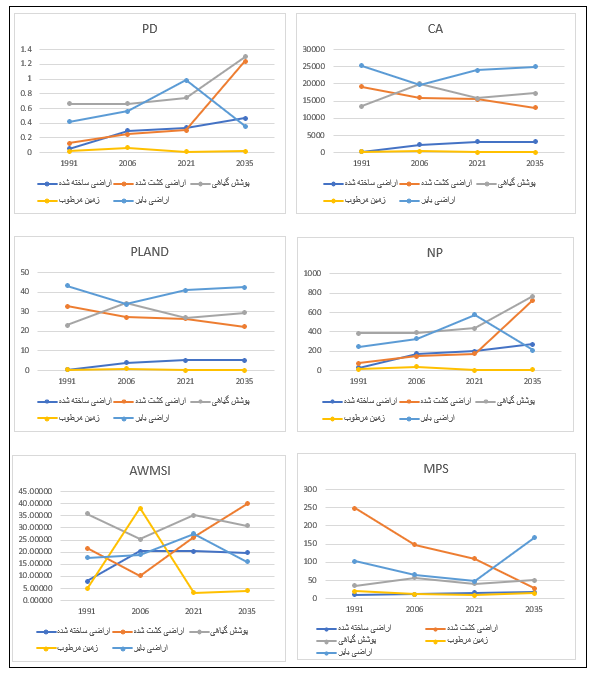 PD
1.4
1.2
1
0.8
0.6
0.4
0.2
0
1991 2006 2021 2035
اراضی ساخته شده اراضی کشت شده پوشش گیاهی
زمین مرطوب اراضی بایر
CA
30000
25000
20000
15000
10000
5000
0
1991 2006 2021 2035
اراضی ساخته شده اراضی کشت شده پوشش گیاهی
زمین مرطوب اراضی بایر
PLAND
50
40
30
20
10
0
1991 2006 2021 2035
اراضی ساخته شده اراضی کشت شده پوشش گیاهی
زمین مرطوب اراضی بایر
NP
1000
800
600
400
200
0
1991 2006 2021 2035
اراضی ساخته شده اراضی کشت شده پوشش گیاهی
زمین مرطوب اراضی بایر
AWMSI
45.00000
40.00000
35.00000
30.00000
25.00000
20.00000
15.00000
10.00000
5.00000
0.00000
1991 2006 2021 2035
اراضی ساخته شده اراضی کشت شده پوشش گیاهی
زمین مرطوب اراضی بایر
MPS
300
250
200
150
100
50
0
1991 2006 2021 2035
اراضی ساخته شده اراضی کشت شده
پوشش گیاهی زمین مرطوب
اراضی بایر